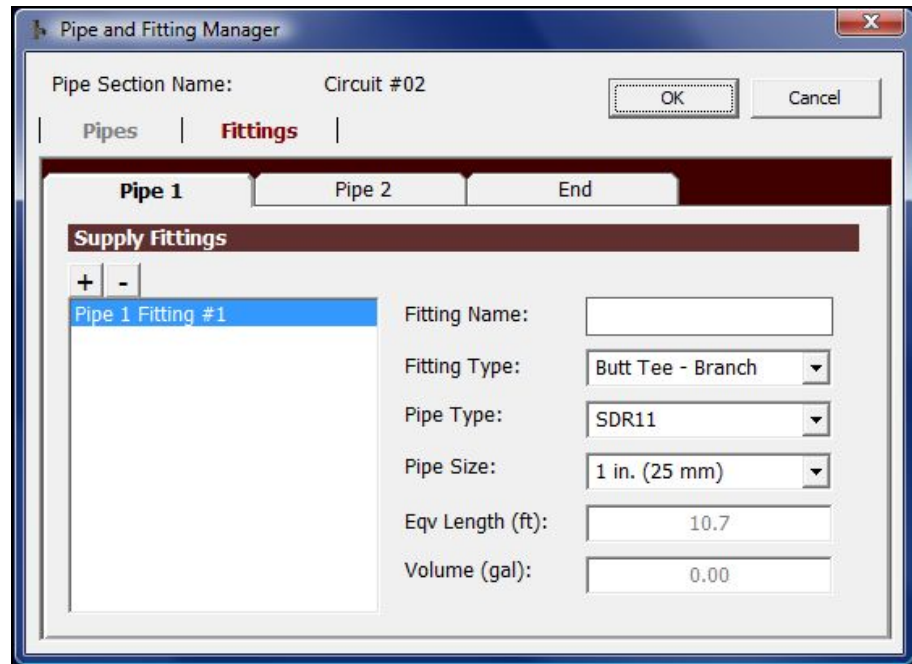 Pipe and Fitting Manager
Pipe Section Name: Circuit #02
OK Cancel
Pipes Fittings
Pipe 1 Pipe 2 End
Supply Fittings
+ -
Pipe 1 Fitting #1
Fitting Name:
Fitting Type: Butt Tee - Branch
Pipe Type: SDR11
Pipe Size: 1 in. (25 mm)
Eqv Length (ft): 10.7
Volume (gal): 0.00